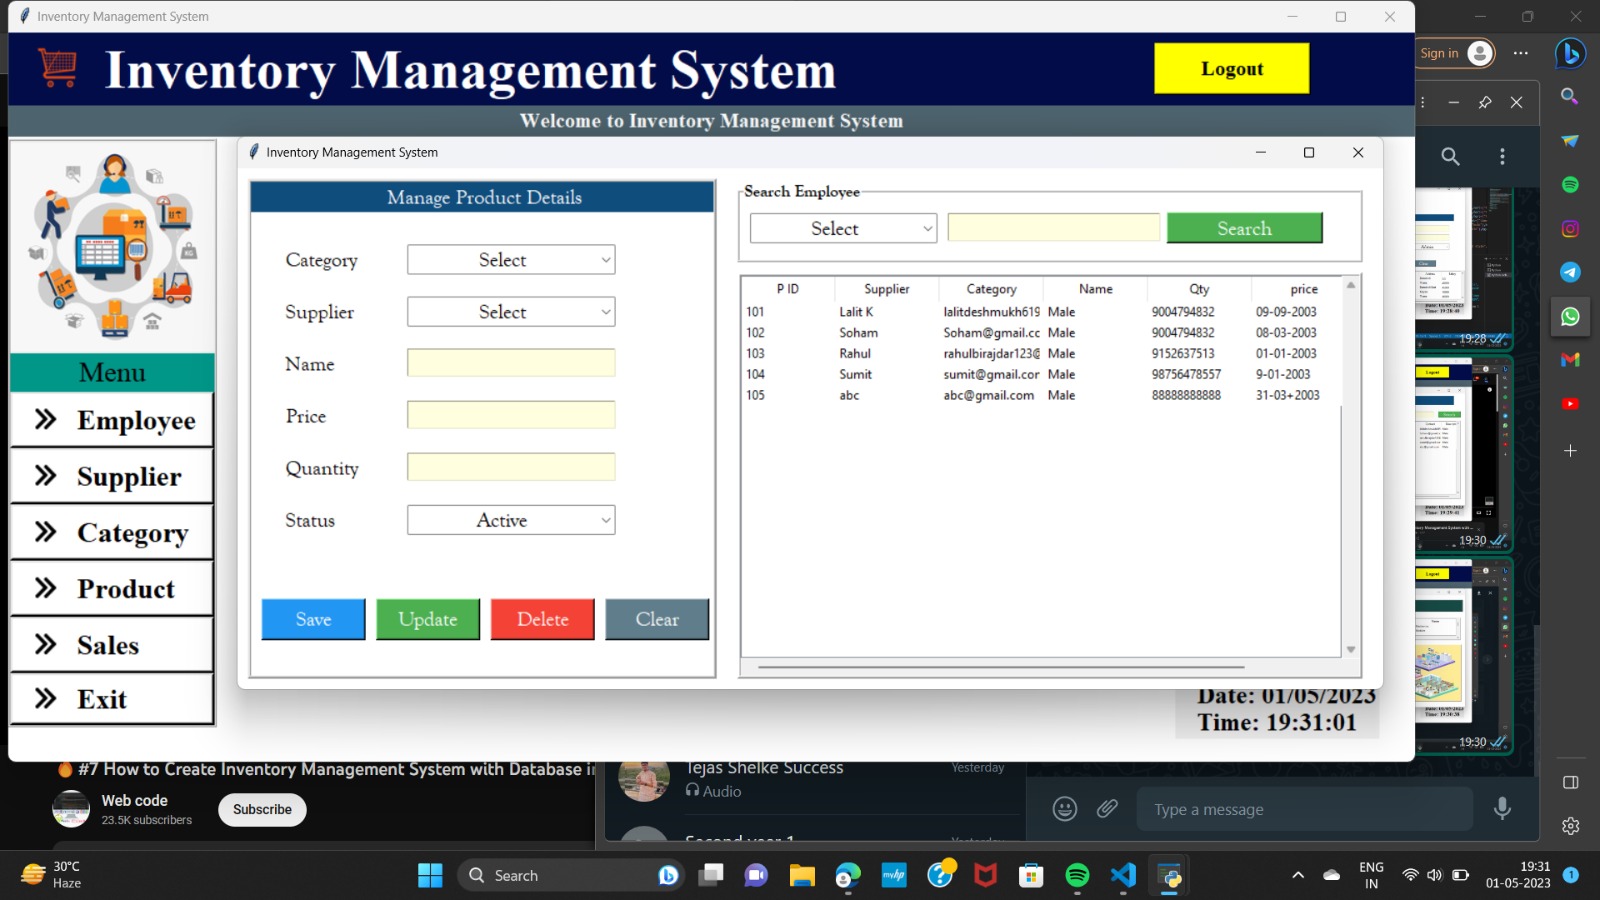 Inventory Management System
Inventory Management System
Logout
Welcome to Inventory Management System
Sign in
Inventory Management System
Manage Product Details
Category Select
Supplier Select
Name
Price
Quantity
Status Active
Save Update Delete Clear
Search Employee
Select Search
P ID Supplier Category Name Qty price
101 Lalit K lalitdeshmukh619 Male 9004794832 09-09-2003
102 Soham Soham@gmail.cc Male 9004794832 08-03-2003
103 Rahul rahulbirajdar123@ Male 9152637513 01-01-2003
104 Sumit sumit@gmail.cor Male 98756478557 9-01-2003
105 abc abc@gmail.com Male 88888888888 31-03+2003
Menu
Employee
Supplier
Category
Product
Sales
Exit
Date: 01/05/2023
Time: 19:31:01
19:28
19:30
19:30
#7 How to Create Inventory Management System with Database in
Web code
23.5K subscribers
Subscribe
Tejas Shelke Success Yesterday
Audio
Second year 1 Yesterday
Type a message
30°C
Haze
Search
ENG
IN
19:31
01-05-2023
1